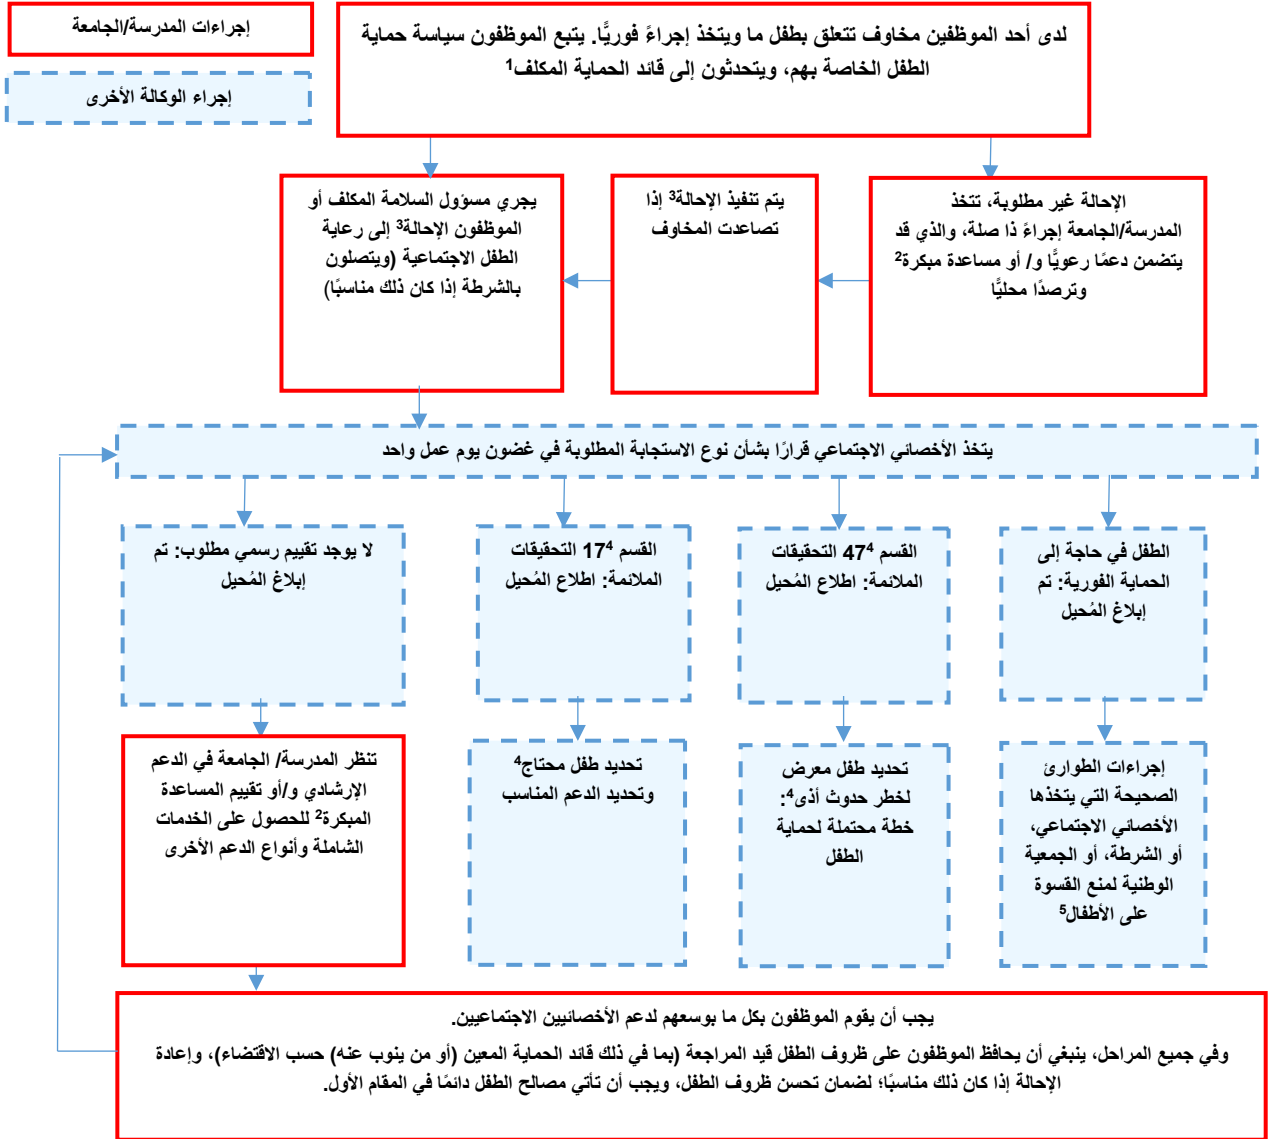 إجراءات المدرسة/الجامعة
إجراء الوكالة الأخرى
لدى أحد الموظفين مخاوف تتعلق بطفل ما ويتخذ إجراءً فوريًّا. يتبع الموظفون سياسة حماية
الطفل الخاصة بهم، ويتحدثون إلى قائد الحماية المكلف¹
الإحالة غير مطلوبة، تتخذ
المدرسة/الجامعة إجراءً ذا صلة، والذي قد
يتضمن دعمًا رعويًّا و/ أو مساعدة مبكرة²
وترصدًا محليًّا
يتم تنفيذ الإحالة³ إذا
تصاعدت المخاوف
يجري مسؤول السلامة المكلف أو
الموظفون الإحالة³ إلى رعاية
الطفل الاجتماعية (ويتصلون
بالشرطة إذا كان ذلك مناسبًا)
يتخذ الأخصائي الاجتماعي قرارًا بشأن نوع الاستجابة المطلوبة في غضون يوم عمل واحد
الطفل في حاجة إلى
الحماية الفورية: تم
إبلاغ المُحيل
القسم 47⁴ التحقيقات
الملائمة: اطلاع المُحيل
القسم 17⁴ التحقيقات
الملائمة: اطلاع المُحيل
لا يوجد تقييم رسمي مطلوب: تم
إبلاغ المُحيل
إجراءات الطوارئ
الصحيحة التي يتخذها
الأخصائي الاجتماعي،
أو الشرطة، أو الجمعية
الوطنية لمنع القسوة
على الأطفال⁵
تحديد طفل معرض
لخطر حدوث أذى⁴:
خطة محتملة لحماية
الطفل
تحديد طفل محتاج⁴
وتحديد الدعم المناسب
تنظر المدرسة/ الجامعة في الدعم
الإرشادي و/أو تقييم المساعدة
المبكرة² للحصول على الخدمات
الشاملة وأنواع الدعم الأخرى
يجب أن يقوم الموظفون بكل ما بوسعهم لدعم الأخصائيين الاجتماعيين.
وفي جميع المراحل، ينبغي أن يحافظ الموظفون على ظروف الطفل قيد المراجعة (بما في ذلك قائد الحماية المعين (أو من ينوب عنه) حسب الاقتضاء)، وإعادة
الإحالة إذا كان ذلك مناسبًا؛ لضمان تحسن ظروف الطفل، ويجب أن تأتي مصالح الطفل دائمًا في المقام الأول.